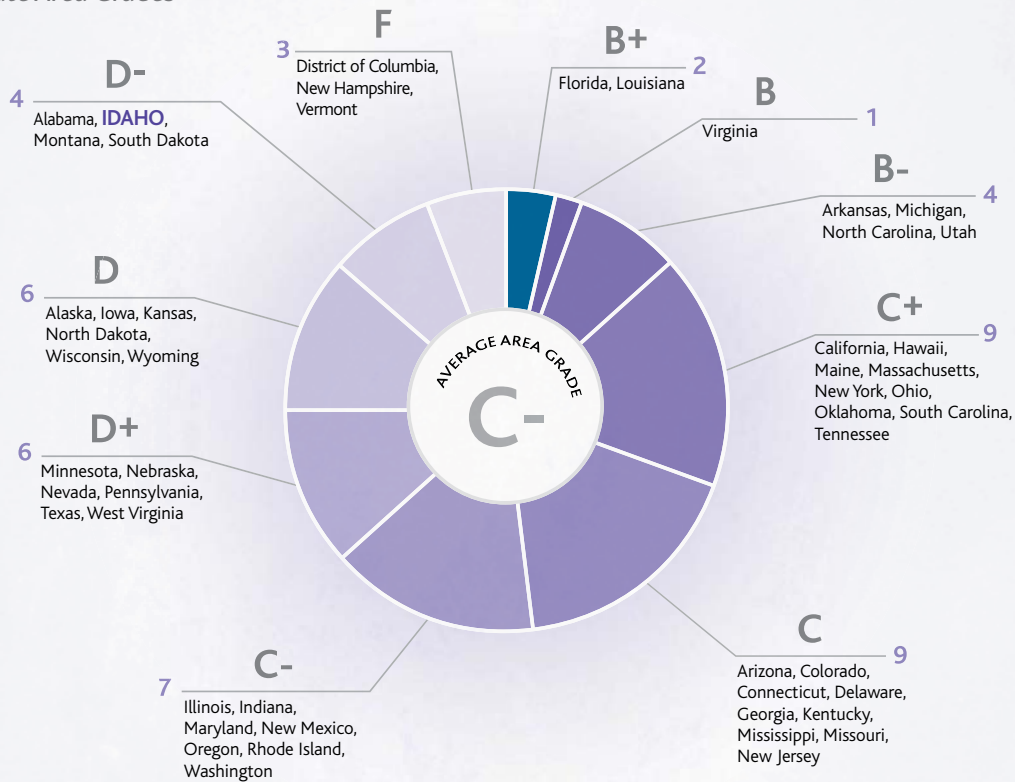 F
3
District of Columbia,
New Hampshire,
Vermont
B+
2
Florida, Louisiana
B
1
Virginia
B-
4
Arkansas, Michigan,
North Carolina, Utah
C+
9
California, Hawaii,
Maine, Massachusetts,
New York, Ohio,
Oklahoma, South Carolina,
Tennessee
C
9
Arizona, Colorado,
Connecticut, Delaware,
Georgia, Kentucky,
Mississippi, Missouri,
New Jersey
C-
7
Illinois, Indiana,
Maryland, New Mexico,
Oregon, Rhode Island,
Washington
D+
6
Minnesota, Nebraska,
Nevada, Pennsylvania,
Texas, West Virginia
D
6
Alaska, Iowa, Kansas,
North Dakota,
Wisconsin, Wyoming
D-
4
Alabama, IDAHO,
Montana, South Dakota
AVERAGE AREA GRADE
C-